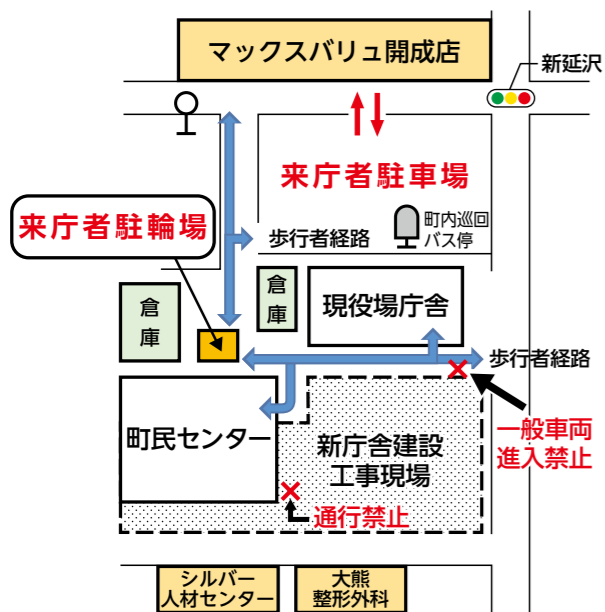 マックスバリュ開成店
新延沢
来庁者駐車場
来庁者駐輪場
町内巡回
バス停
歩行者経路
倉庫
倉庫
現役場庁舎
歩行者経路
町民センター
新庁舎建設
工事現場
一般車両
進入禁止
通行禁止
シルバー
人材センター
大熊
整形外科